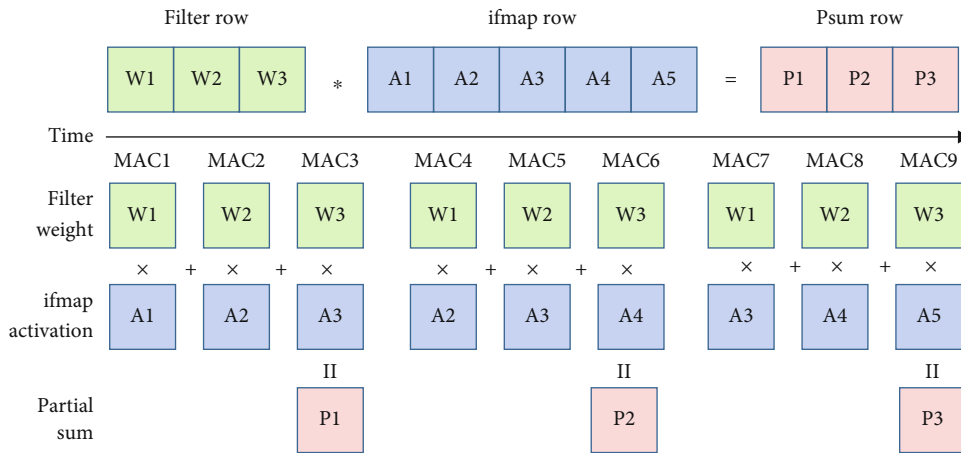 Filter row ifmap row Psum row
W1 W2 W3 * A1 A2 A3 A4 A5 = P1 P2 P3
Time
MAC1 MAC2 MAC3 MAC4 MAC5 MAC6 MAC7 MAC8 MAC9
Filter
weight
W1 W2 W3 W1 W2 W3 W1 W2 W3
× + × + × × + × + × × + × + ×
ifmap
activation
A1 A2 A3 A2 A3 A4 A3 A4 A5
II II II
Partial
sum
P1 P2 P3